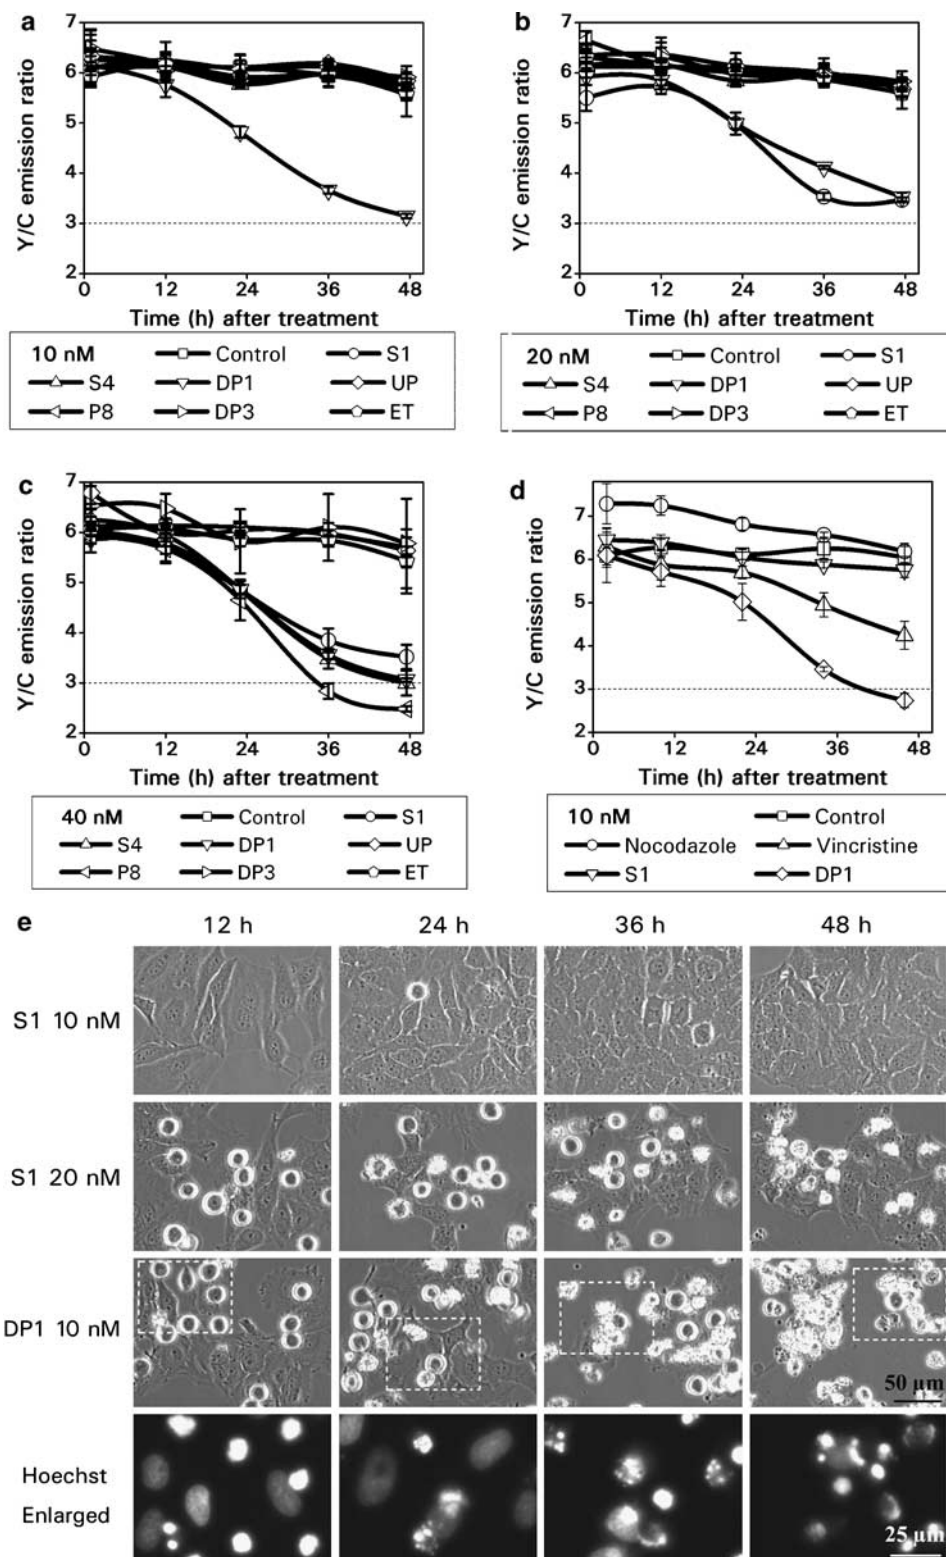 a
b
7
6
5
4
3
2
Y/C emission ratio
0 12 24 36 48
Time (h) after treatment
10 nM Control S1
S4 DP1 UP
P8 DP3 ET
7
6
5
4
3
2
Y/C emission ratio
0 12 24 36 48
Time (h) after treatment
20 nM Control S1
S4 DP1 UP
P8 DP3 ET
c
d
7
6
5
4
3
2
Y/C emission ratio
0 12 24 36 48
Time (h) after treatment
40 nM Control S1
S4 DP1 UP
P8 DP3 ET
7
6
5
4
3
2
Y/C emission ratio
0 12 24 36 48
Time (h) after treatment
10 nM Control
Nocodazole Vincristine
S1 DP1
e
12 h 24 h 36 h 48 h
S1 10 nM
S1 20 nM
DP1 10 nM
50 µm
Hoechst
Enlarged
25 µm